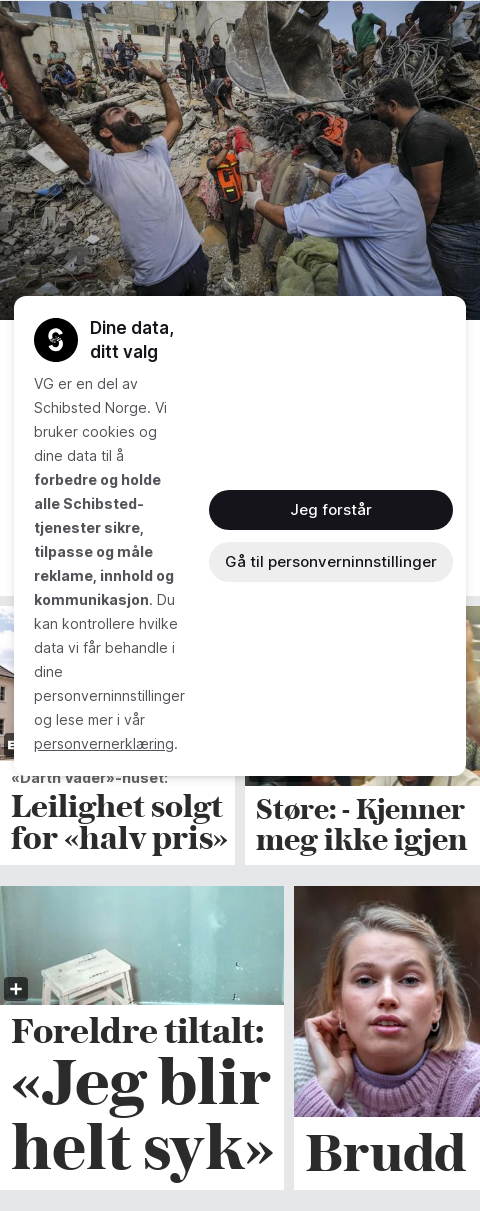 Dine data,
ditt valg
VG er en del av
Schibsted Norge. Vi
bruker cookies og
dine data til å
forbedre og holde
alle Schibsted-
tjenester sikre,
tilpasse og måle
reklame, innhold og
kommunikasjon. Du
kan kontrollere hvilke
data vi får behandle i
dine
personverninnstillinger
og lese mer i vår
personvernerklæring.
Jeg forstår
Gå til personverninnstillinger
«Darth Vader»-huset:
Leilighet solgt
for «halv pris»
Støre: - Kjenner
meg ikke igjen
Foreldre tiltalt:
«Jeg blir
helt syk»
Brudd